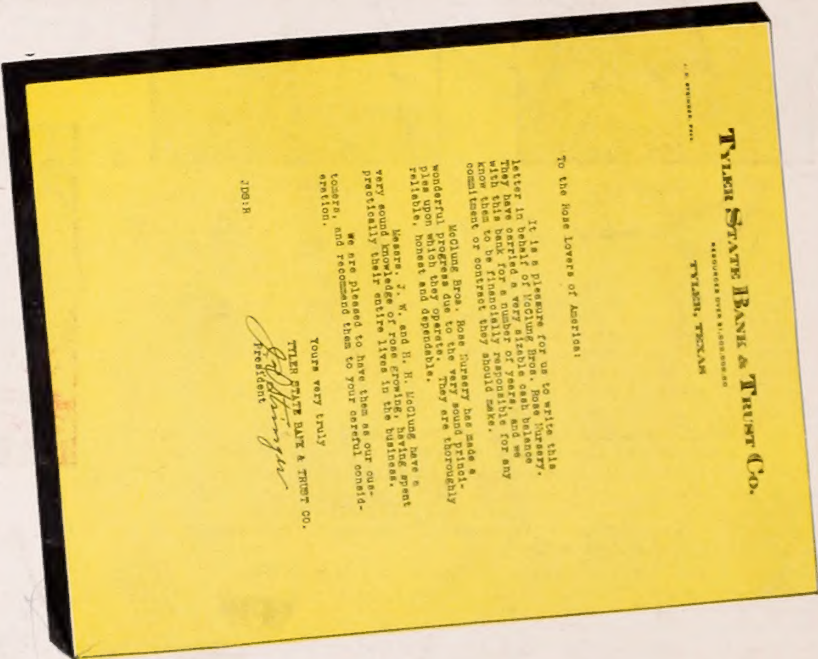 TYLER STATE BANK & TRUST CO.
TYLER, TEXAS
To the Rose Lovers of America:
It is a pleasure for us to write this
letter in behalf of McClung Bros. Rose Nursery.
They have carried a very sizable cash balance
with this bank for a number of years, and we
know them to be financially responsible for any
commitment or contract they should make.
McClung Bros. Rose Nursery has made a
wonderful progress due to the very sound princi-
ples upon which they operate. They are thoroughly
reliable, honest and dependable.
Messrs. J. W. and H. H. McClung have a
very sound knowledge of rose growing, having spent
practically their entire lives in the business.
We are pleased to have them as our cus-
tomers, and recommend them to your careful consid-
eration.
Yours very truly
TYLER STATE BANK & TRUST CO.
President
JDS:R